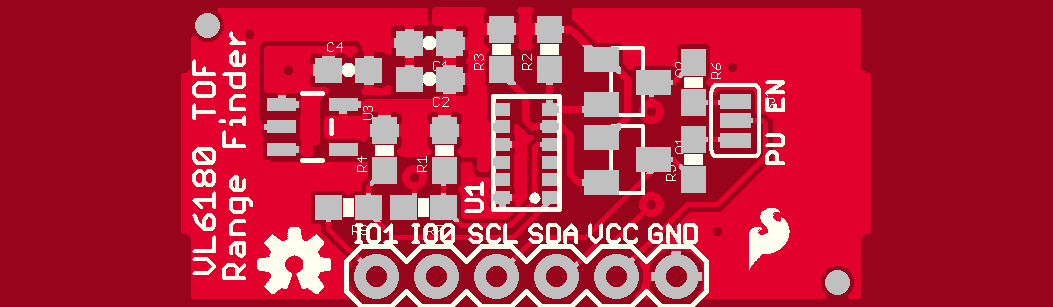 VL6180 TOF
Range Finder
C4
C2
R3
R2
Q2
R6
U3
R4
R1
U1
Q1
R5
PU EN
IO1 IO0 SCL SDA VCC GND